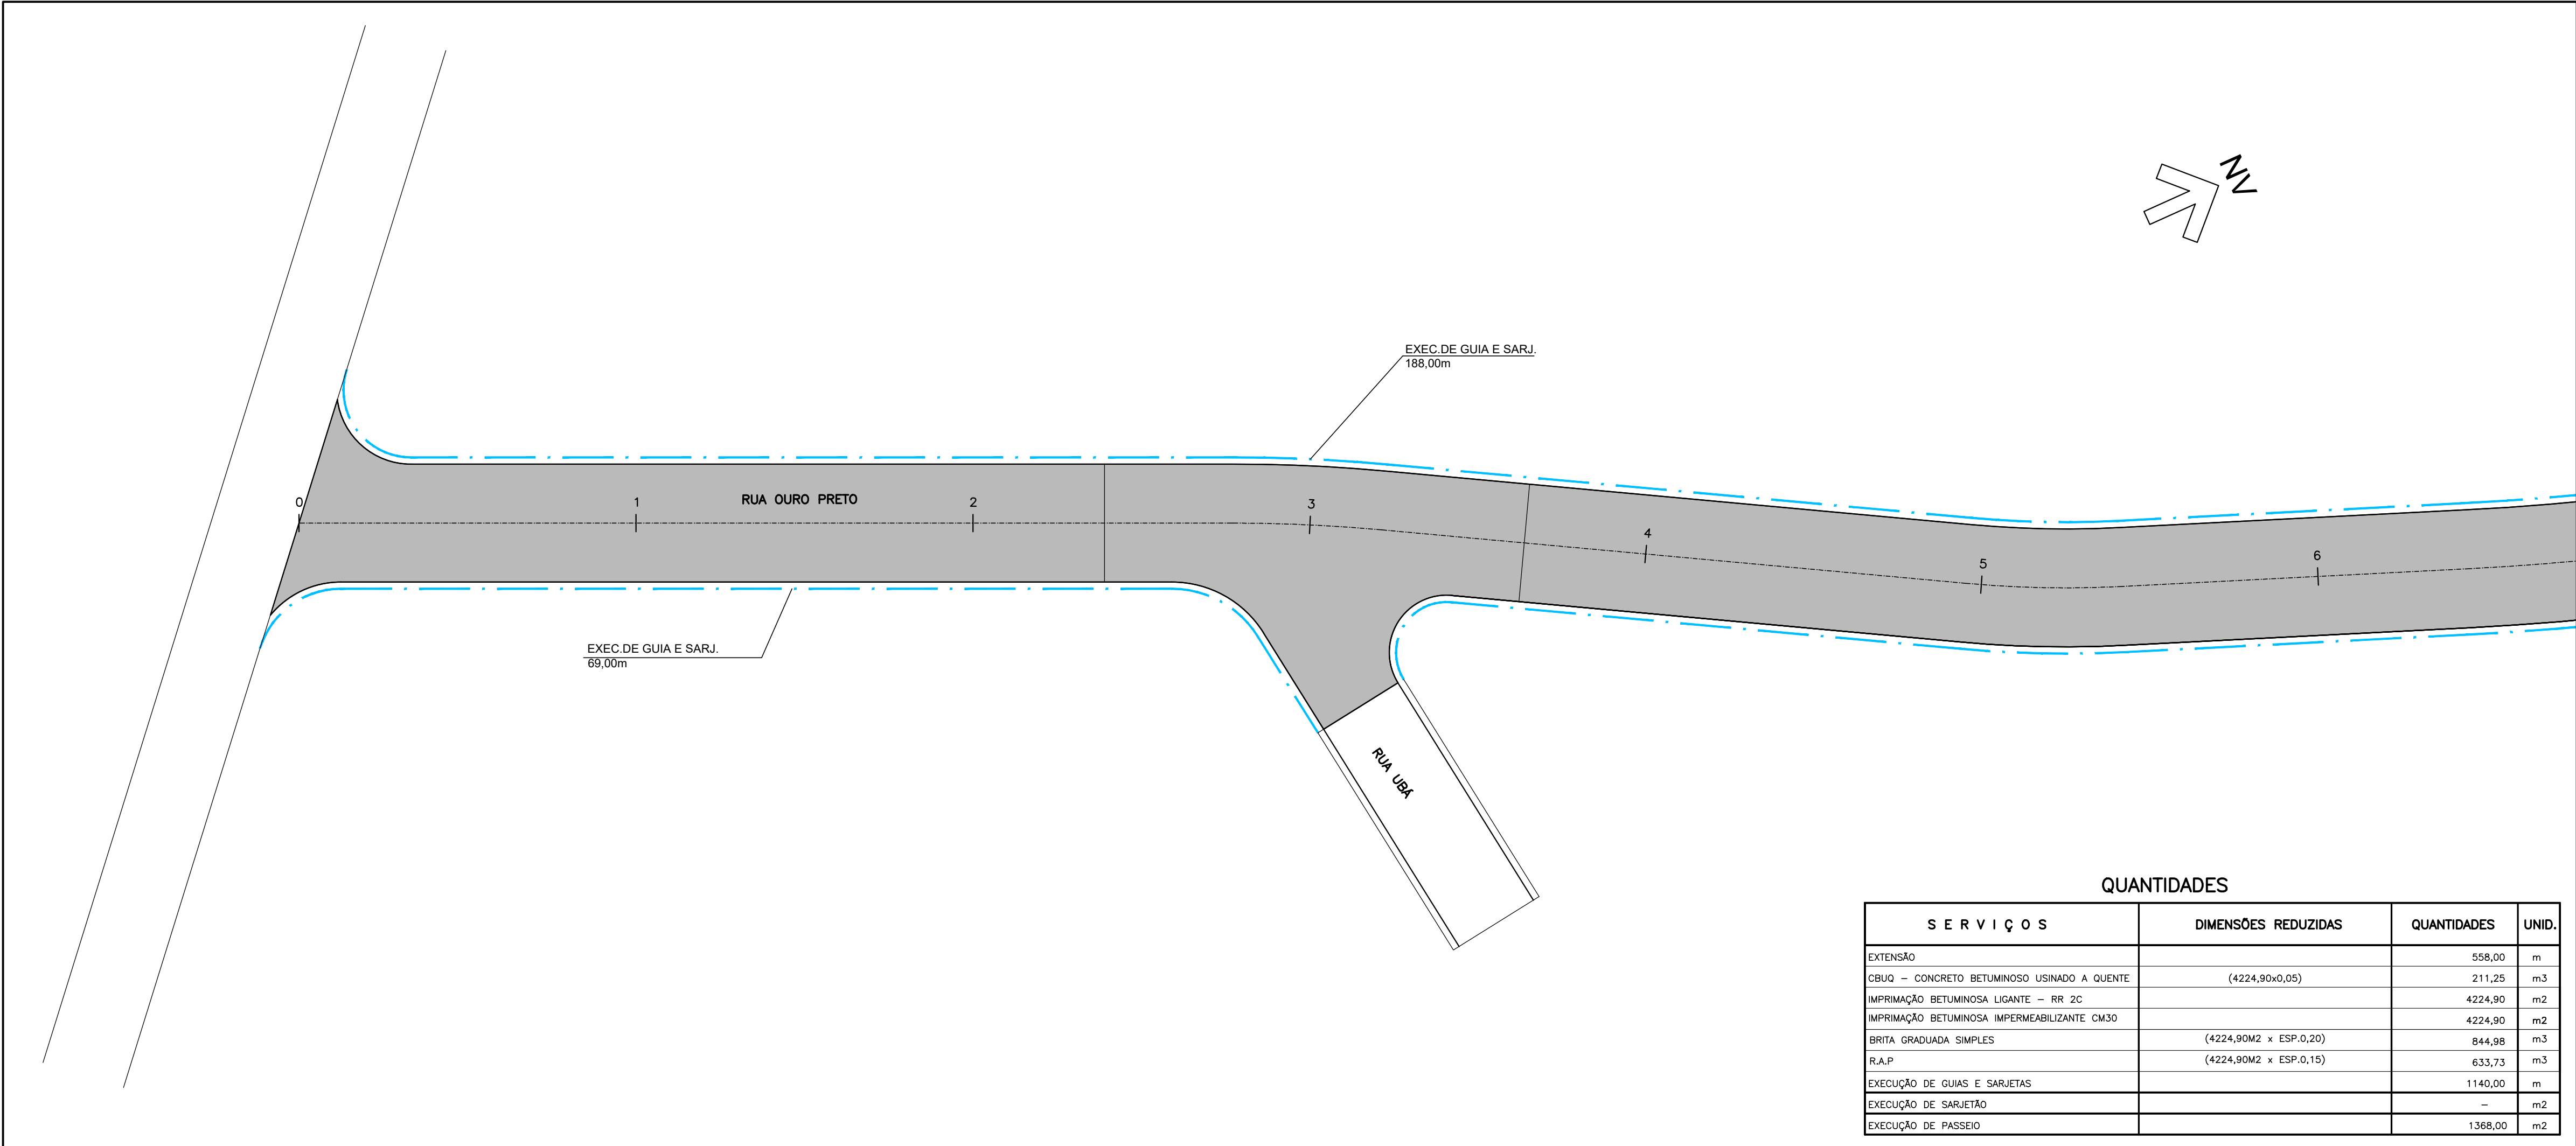 NV
EXEC.DE GUIA E SARJ.
188,00m
0
1
RUA OURO PRETO
2
3
4
5
6
EXEC.DE GUIA E SARJ.
69,00m
RUA UBÁ
QUANTIDADES
S E R V I Ç O S DIMENSÕES REDUZIDAS QUANTIDADES UNID.
EXTENSÃO 558,00 m
CBUQ – CONCRETO BETUMINOSO USINADO A QUENTE (4224,90x0,05) 211,25 m3
IMPRIMAÇÃO BETUMINOSA LIGANTE – RR 2C 4224,90 m2
IMPRIMAÇÃO BETUMINOSA IMPERMEABILIZANTE CM30 4224,90 m2
BRITA GRADUADA SIMPLES (4224,90M2 x ESP.0,20) 844,98 m3
R.A.P (4224,90M2 x ESP.0,15) 633,73 m3
EXECUÇÃO DE GUIAS E SARJETAS 1140,00 m
EXECUÇÃO DE SARJETÃO – m2
EXECUÇÃO DE PASSEIO 1368,00 m2